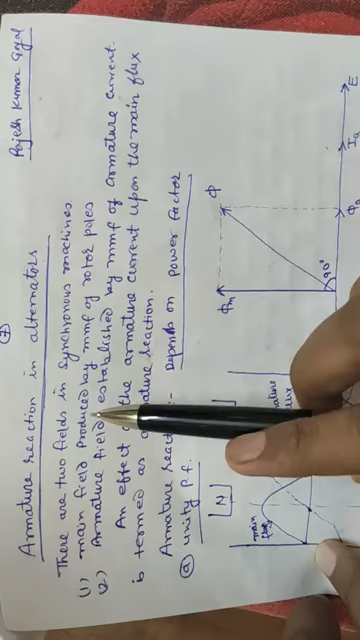 (7)
Armature reaction in alternators
Rajesh Kumar Goyal
There are two fields in synchronous machines
(1) main field produced by mmf of rotor poles
(2) Armature field established by mmf of armature current.
An effect of the armature current upon the main flux
is termed as armature reaction.
Armature react :- Depends on power factor
(a) unity P.f.
N
main
flux
Φm
Φ
90°
Φa
Ia
E